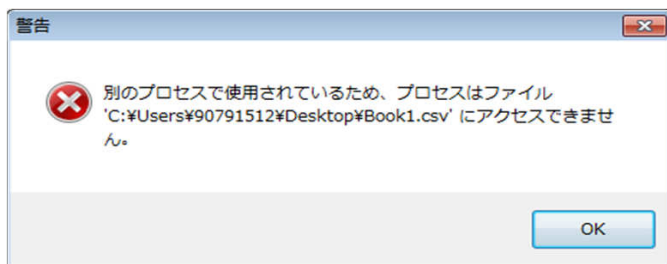 警告
別のプロセスで使用されているため、プロセスはファイル
'C:¥Users¥90791512¥Desktop¥Book1.csv' にアクセスできませ
ん。
OK